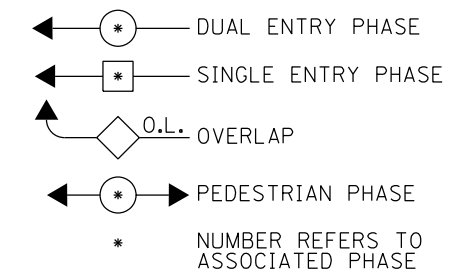 * DUAL ENTRY PHASE
* SINGLE ENTRY PHASE
O.L. OVERLAP
* PEDESTRIAN PHASE
* NUMBER REFERS TO
ASSOCIATED PHASE